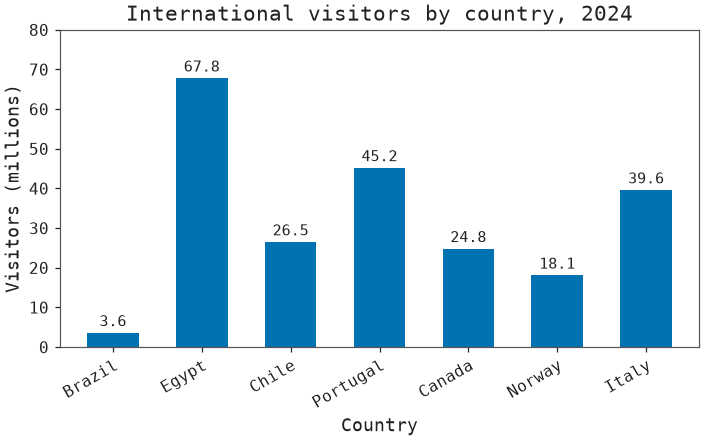 International visitors by country, 2024
Visitors (millions)
80
70
60
50
40
30
20
10
0
3.6
67.8
26.5
45.2
24.8
18.1
39.6
Brazil
Egypt
Chile
Portugal
Canada
Norway
Italy
Country